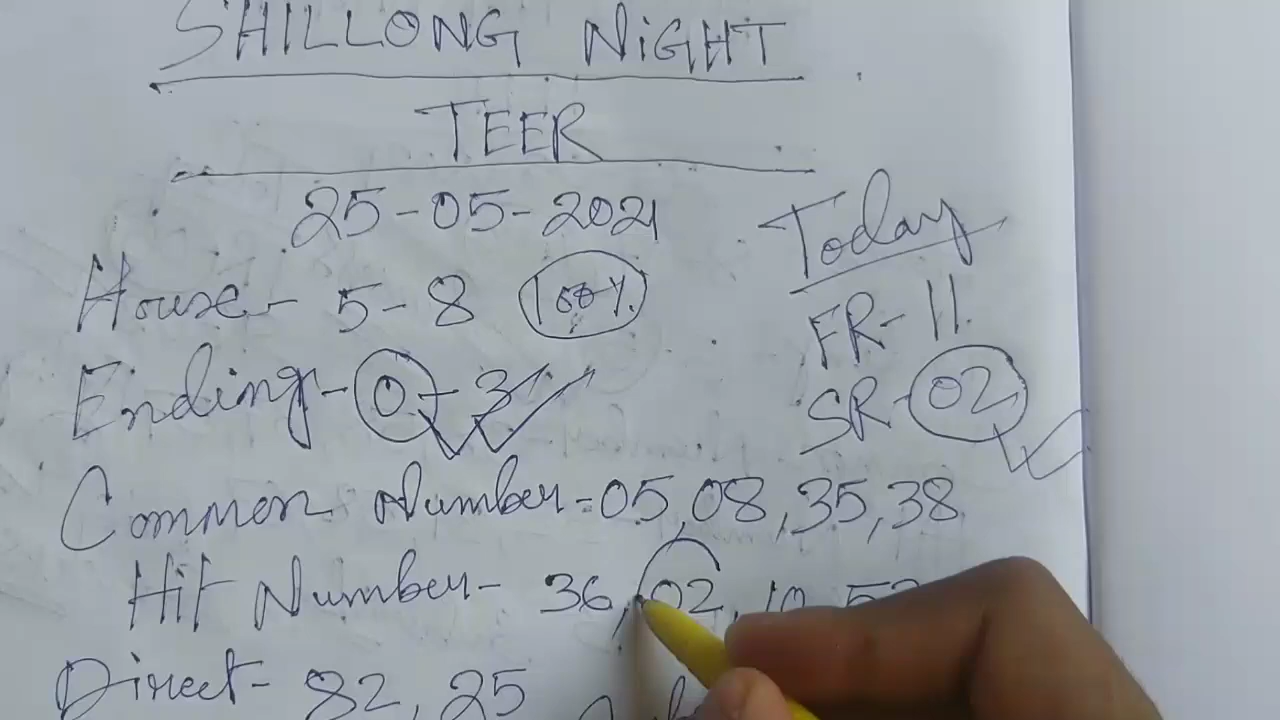 SHILLONG NiGHT
TEER
25-05-2021
House- 5-8 100%
Ending- 0-3
Today
FR- 11
SR- 02
Common Number- 05, 08, 35, 38
Hit Number- 36, 02, 10,
Direct- 82, 25